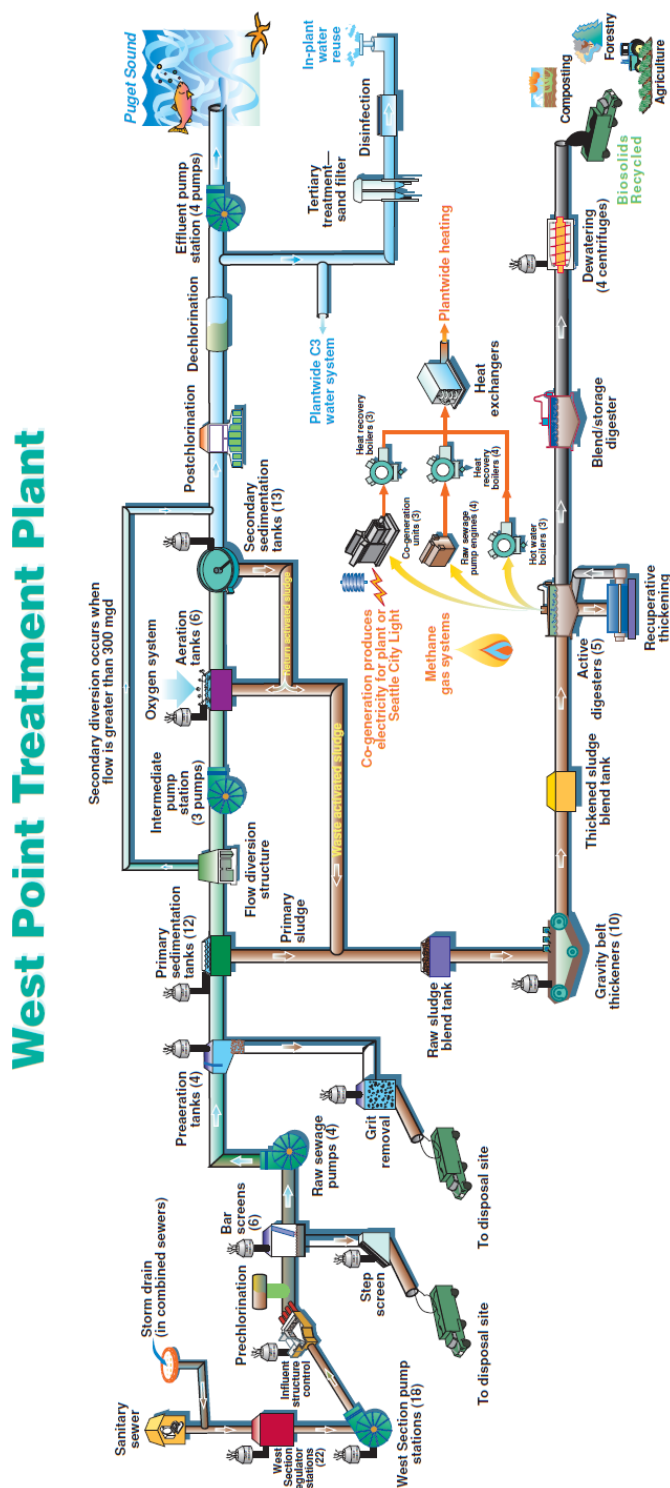 West Point Treatment Plant
Sanitary
sewer
Storm drain
(in combined sewers)
West
Section
regulator
stations (22)
West Section pump
stations (18)
Influent
structure
control
Prechlorination
Bar
screens
(6)
Step
screen
To disposal site
Raw sewage
pumps (4)
Preaeration
tanks (4)
Grit
removal
To disposal site
Primary
sedimentation
tanks (12)
Primary
sludge
Flow diversion
structure
Secondary diversion occurs when
flow is greater than 300 mgd
Intermediate
pump
station
(3 pumps)
Oxygen system
Aeration
tanks (6)
Return activated sludge
Waste activated sludge
Secondary
sedimentation
tanks (13)
Postchlorination
Dechlorination
Effluent pump
station (4 pumps)
Puget Sound
Plantwide C3
water system
Tertiary
treatment—
sand filter
Disinfection
In-plant
water
reuse
Raw sludge
blend tank
Gravity belt
thickeners (10)
Thickened sludge
blend tank
Active
digesters (5)
Recuperative
thickening
Methane
gas systems
Co-generation produces
electricity for plant or
Seattle City Light
Co-generation
units (3)
Raw sewage
pump engines (4)
Hot water
boilers (3)
Heat recovery
boilers (3)
Heat
recovery
boilers (4)
Heat
exchangers
Plantwide heating
Blend/storage
digester
Dewatering
(4 centrifuges)
Biosolids
Recycled
Composting
Forestry
Agriculture